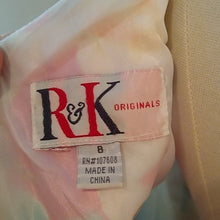 R&K ORIGINALS
8
RN#107608
MADE IN
CHINA